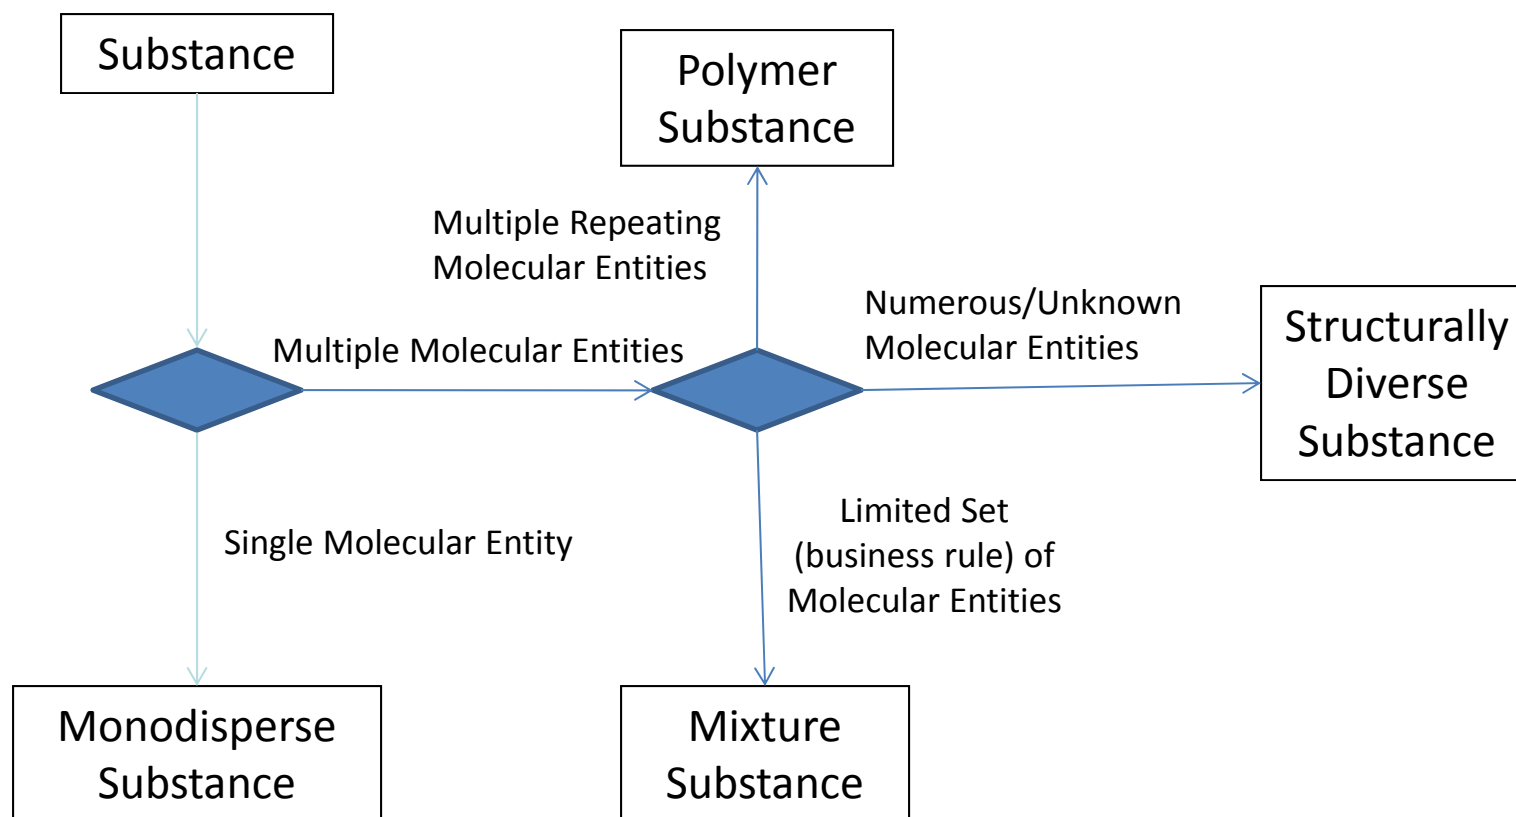 Substance
Polymer
Substance
Multiple Repeating
Molecular Entities
Numerous/Unknown
Molecular Entities
Structurally
Diverse
Substance
Multiple Molecular Entities
Single Molecular Entity
Limited Set
(business rule) of
Molecular Entities
Monodisperse
Substance
Mixture
Substance